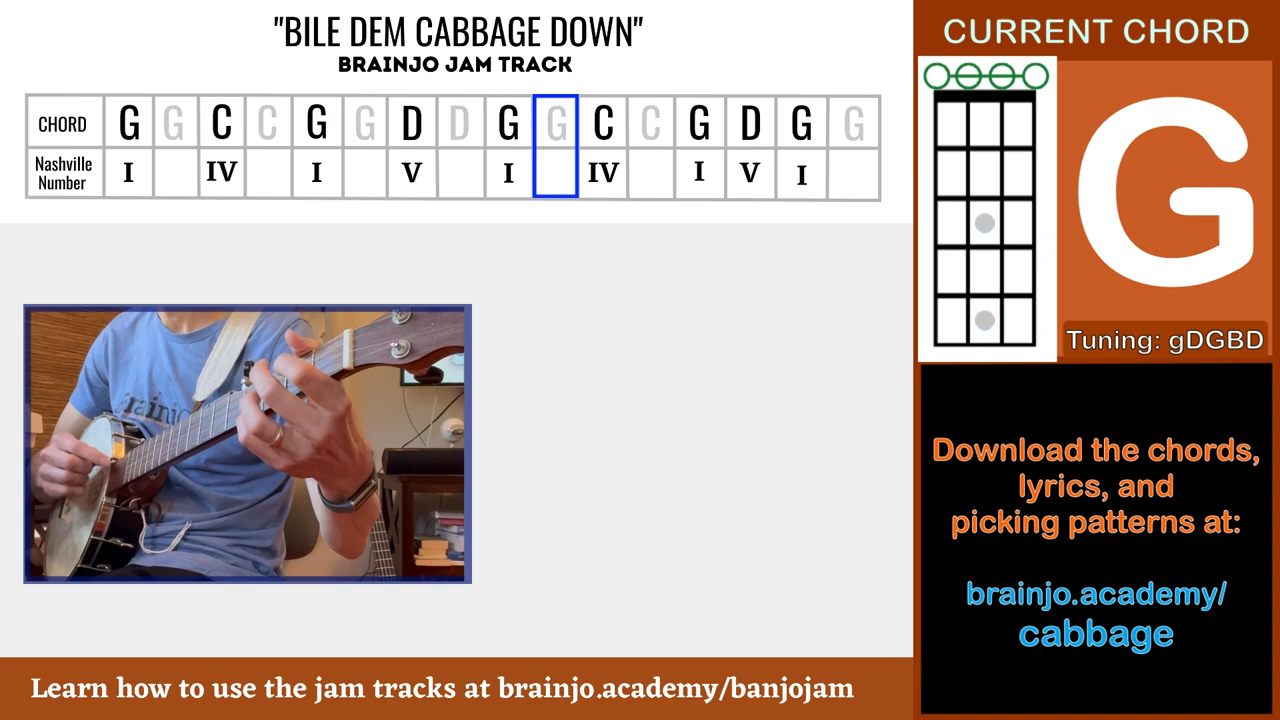 "BILE DEM CABBAGE DOWN"
BRAINJO JAM TRACK
CHORD G G C C G G D D G G C C G D G G
Nashville Number I IV I V I IV I V I
CURRENT CHORD
G
Tuning: gDGBD
brainjo
Download the chords,
lyrics, and
picking patterns at:
brainjo.academy/
cabbage
Learn how to use the jam tracks at brainjo.academy/banjojam